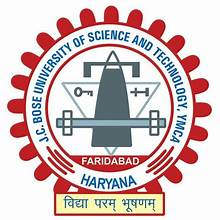 J.C. BOSE UNIVERSITY OF SCIENCE AND TECHNOLOGY, YMCA
FARIDABAD
HARYANA
विद्या परम् भूषणम्